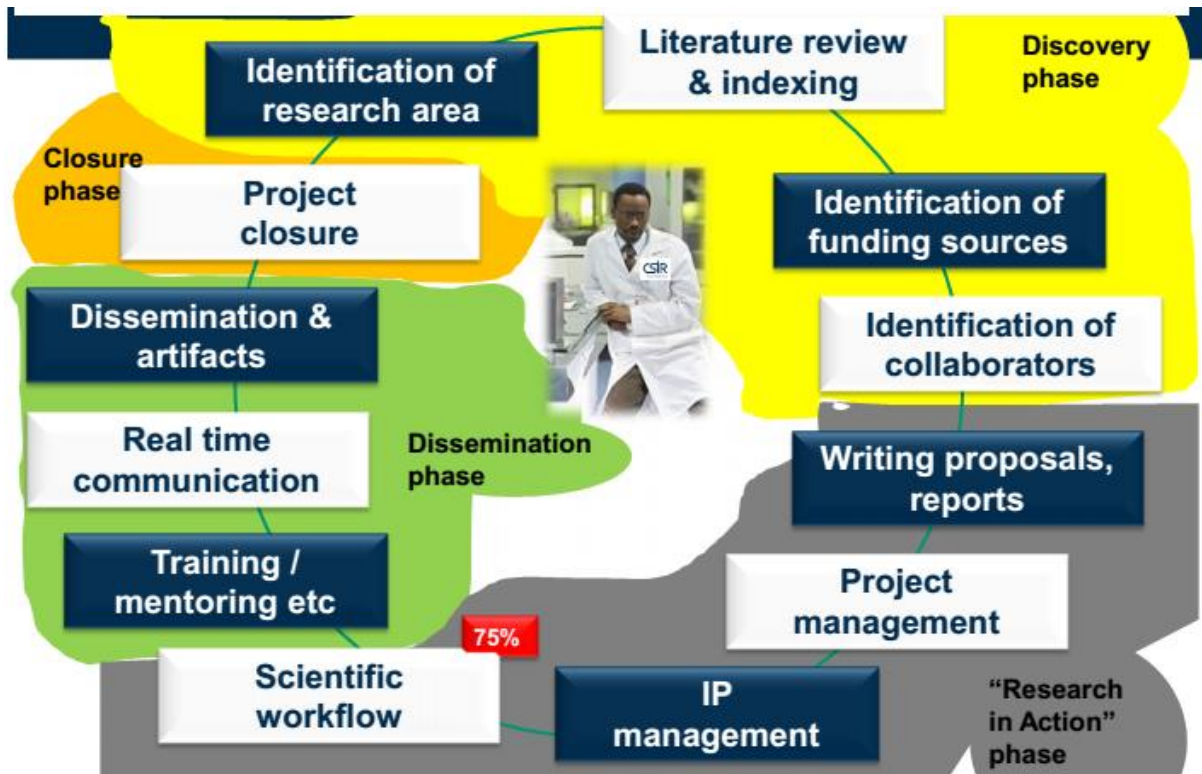 Literature review
& indexing
Discovery
phase
Identification of
research area
Closure
phase
Project
closure
Identification of
funding sources
CSIR
Dissemination &
artifacts
Identification of
collaborators
Real time
communication
Dissemination
phase
Writing proposals,
reports
Training /
mentoring etc
Project
management
75%
Scientific
workflow
IP
management
“Research
in Action”
phase